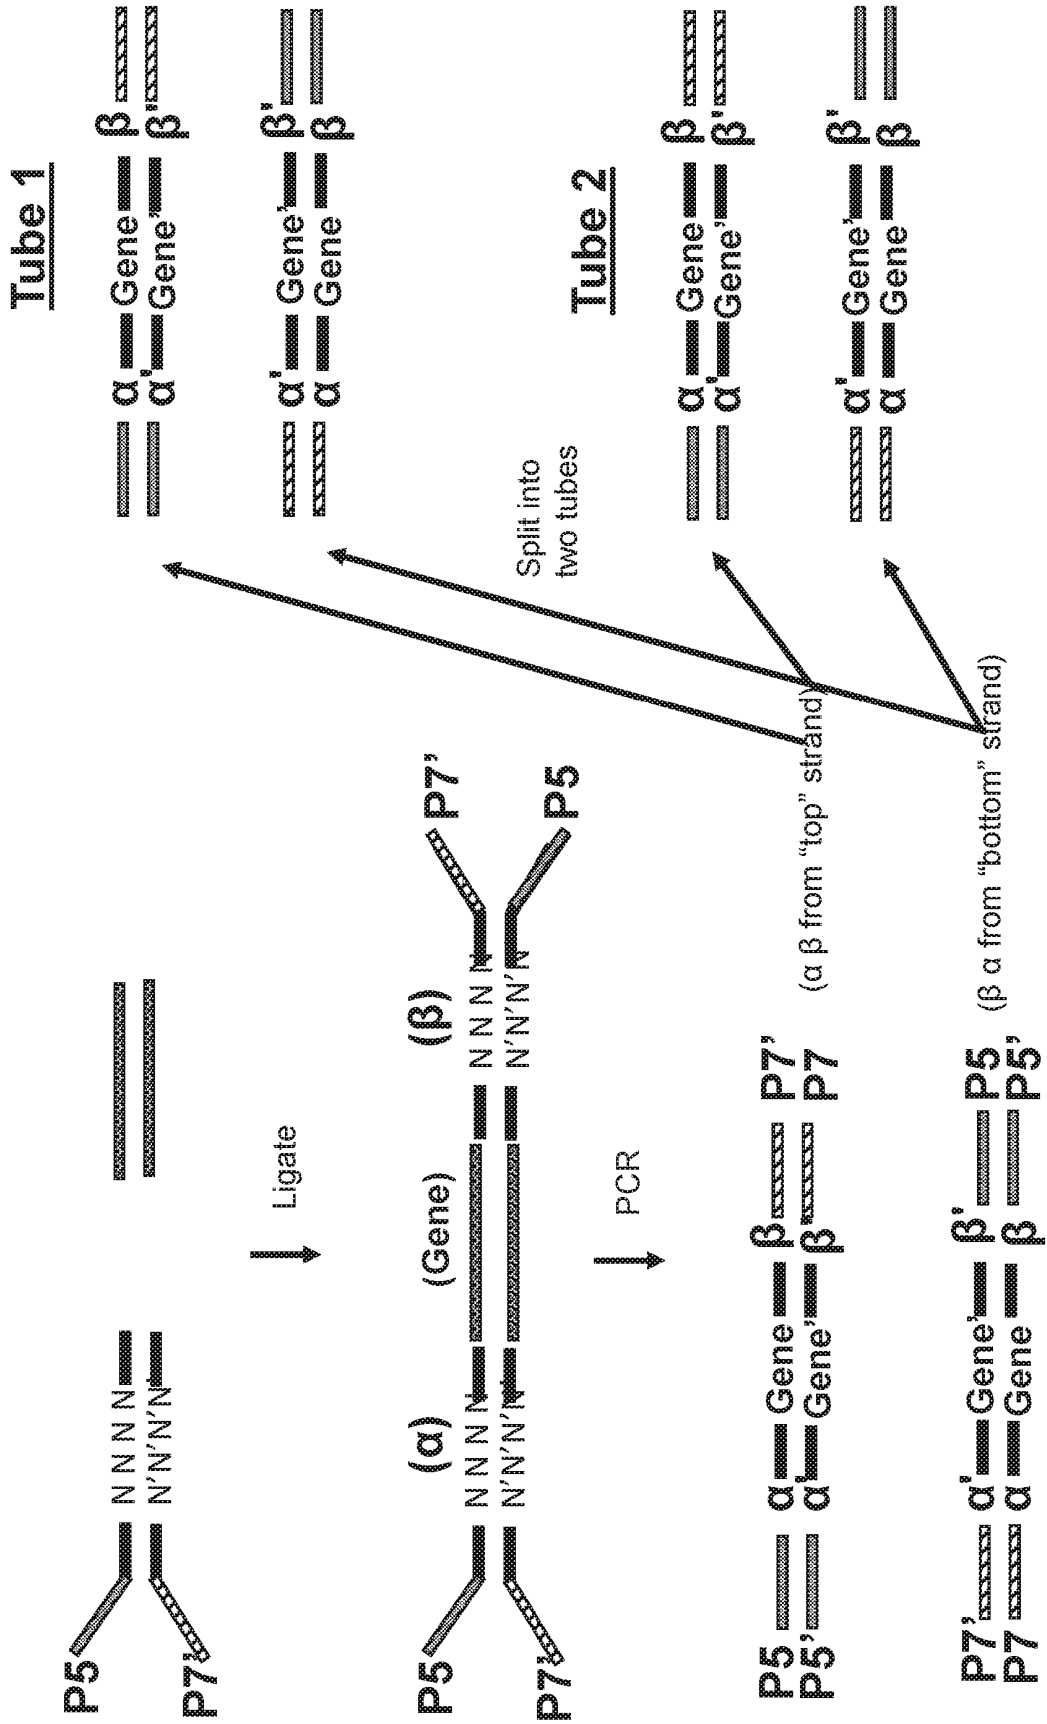 P5
P7'
N N N N
N'N'N'N'
Ligate
P5
P7'
(α)
N N N N
N'N'N'N'
(Gene)
(β)
N N N N
N'N'N'N'
P7'
P5
PCR
P5 α Gene β P7'
P5' α' Gene' β' P7
(α β from "top" strand)
P7' α' Gene' β' P5
P7 α Gene β P5'
(β α from "bottom" strand)
Split into
two tubes
Tube 1
α Gene β
α' Gene' β'
α' Gene' β'
α Gene β
Tube 2
α Gene β
α' Gene' β'
α' Gene' β'
α Gene β